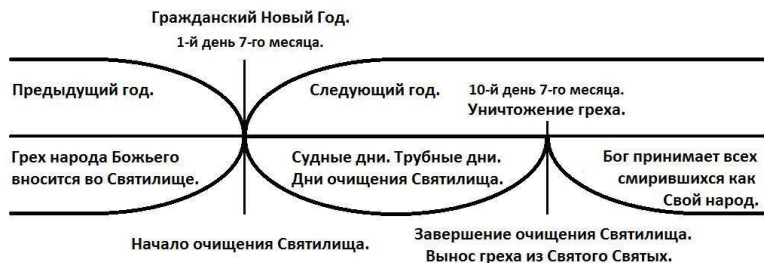 Гражданский Новый Год.
1-й день 7-го месяца.
Предыдущий год.
Следующий год.
10-й день 7-го месяца.
Уничтожение греха.
Грех народа Божьего
вносится во Святилище.
Судные дни. Трубные дни.
Дни очищения Святилища.
Бог принимает всех
смирившихся как
Свой народ.
Начало очищения Святилища.
Завершение очищения Святилища.
Вынос греха из Святого Святых.